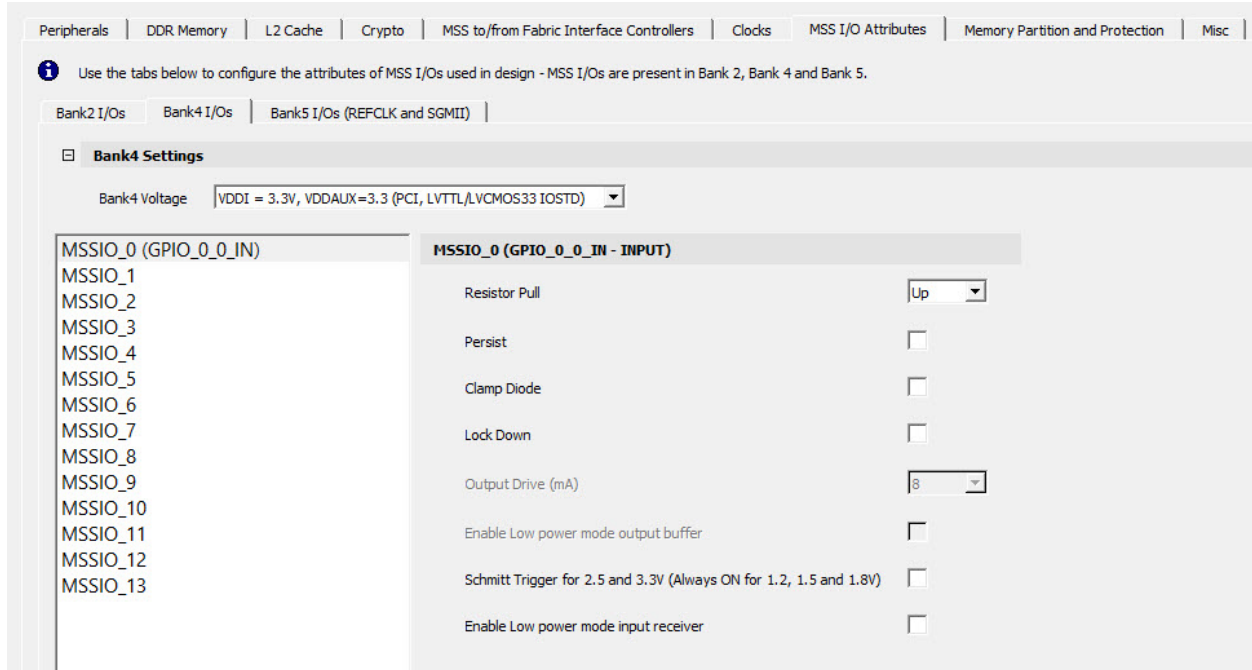 Peripherals DDR Memory L2 Cache Crypto MSS to/from Fabric Interface Controllers Clocks MSS I/O Attributes Memory Partition and Protection Misc
Use the tabs below to configure the attributes of MSS I/Os used in design - MSS I/Os are present in Bank 2, Bank 4 and Bank 5.
Bank2 I/Os Bank4 I/Os Bank5 I/Os (REFCLK and SGMII)
Bank4 Settings
Bank4 Voltage VDDI = 3.3V, VDDAUX=3.3 (PCI, LVTTL/LVCMOS33 IOSTD)
MSSIO_0 (GPIO_0_0_IN)
MSSIO_1
MSSIO_2
MSSIO_3
MSSIO_4
MSSIO_5
MSSIO_6
MSSIO_7
MSSIO_8
MSSIO_9
MSSIO_10
MSSIO_11
MSSIO_12
MSSIO_13
MSSIO_0 (GPIO_0_0_IN - INPUT)
Resistor Pull Up
Persist
Clamp Diode
Lock Down
Output Drive (mA) 8
Enable Low power mode output buffer
Schmitt Trigger for 2.5 and 3.3V (Always ON for 1.2, 1.5 and 1.8V)
Enable Low power mode input receiver